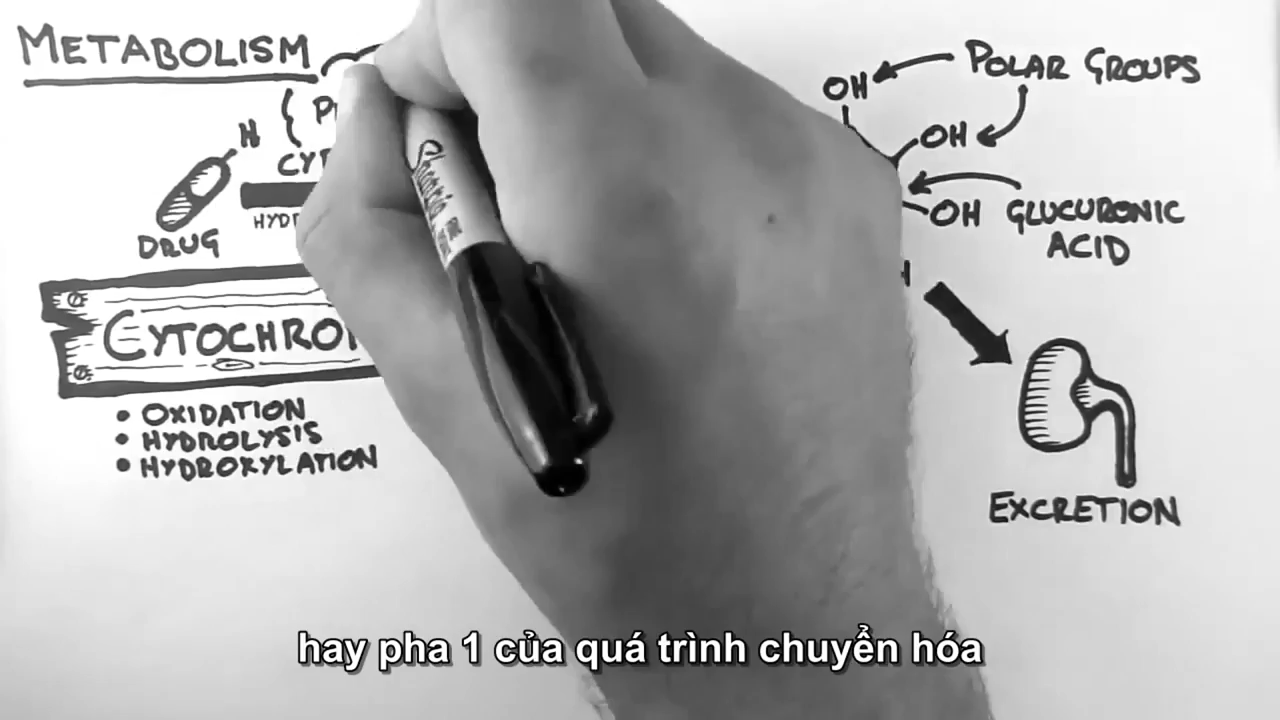 METABOLISM
POLAR GROUPS
OH
H
OH
OH
GLUCURONIC
ACID
DRUG
OXIDATION
HYDROLYSIS
HYDROXYLATION
EXCRETION
hay pha 1 của quá trình chuyển hóa